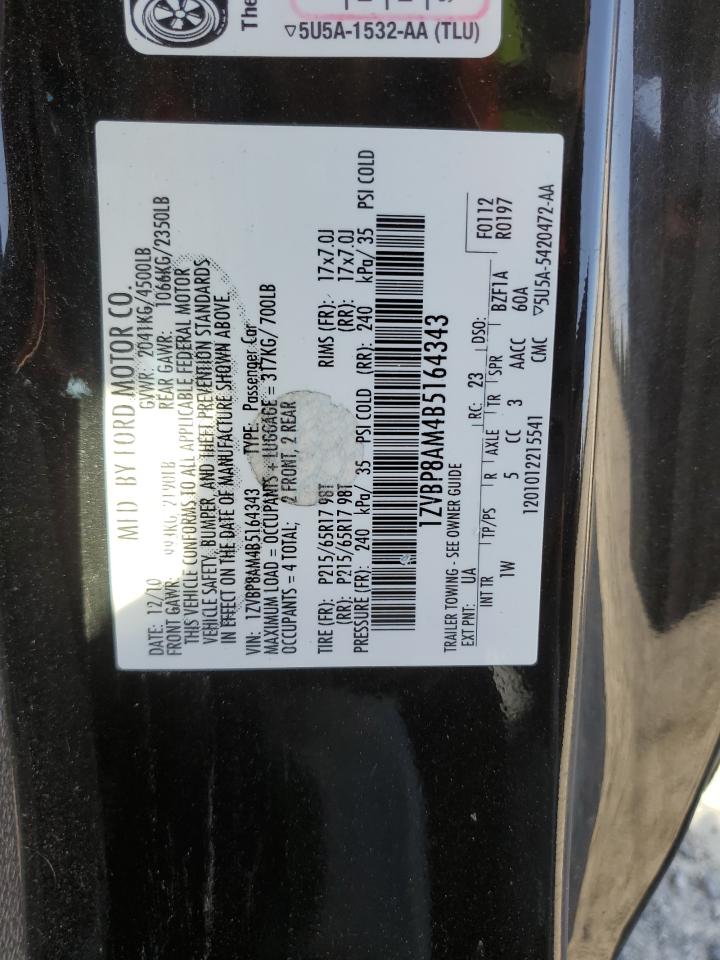 The
▽5U5A-1532-AA (TLU)
MFD BY FORD MOTOR CO.
DATE: 12/10 GVWR: 2041KG/4500LB
FRONT GAWR: 994KG/2190LB REAR GAWR: 1066KG/2350LB
THIS VEHICLE CONFORMS TO ALL APPLICABLE FEDERAL MOTOR
VEHICLE SAFETY, BUMPER, AND THEFT PREVENTION STANDARDS
IN EFFECT ON THE DATE OF MANUFACTURE SHOWN ABOVE.
VIN: 1ZVBP8AM4B5164343 TYPE: Passenger Car
MAXIMUM LOAD = OCCUPANTS + LUGGAGE = 317KG/ 700LB
OCCUPANTS = 4 TOTAL; 2 FRONT, 2 REAR
TIRE (FR): P215/65R17 98T RIMS (FR): 17x7.0J
(RR): P215/65R17 98T (RR): 17x7.0J
PRESSURE (FR): 240 kPa/ 35 PSI COLD (RR): 240 kPa/ 35 PSI COLD
1ZVBP8AM4B5164343
TRAILER TOWING - SEE OWNER GUIDE F0112
EXT PNT: UA RC: 23 DSO: R0197
INT TR TP/PS R AXLE TR SPR BZF1A
1W 5 CC 3 AACC 60A
1201012215541 CMC ▽5U5A-5420472-AA